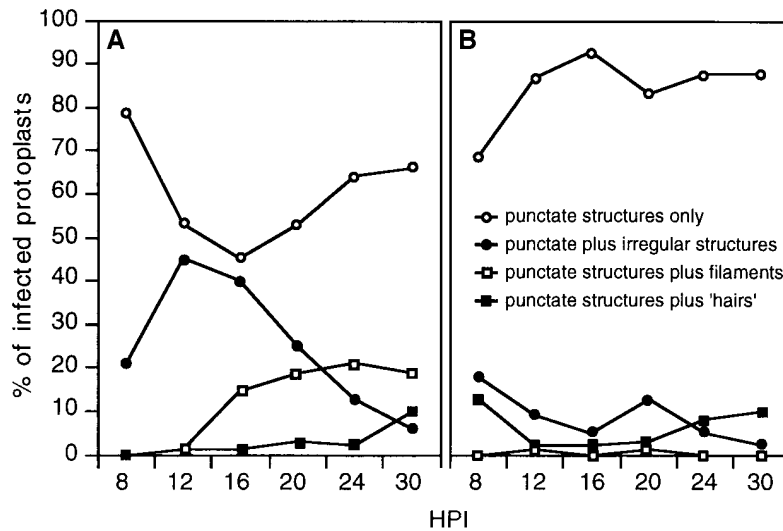 % of infected protoplasts
100
90
80
70
60
50
40
30
20
10
0
A
8 12 16 20 24 30
B
punctate structures only
punctate plus irregular structures
punctate structures plus filaments
punctate structures plus 'hairs'
8 12 16 20 24 30
HPI